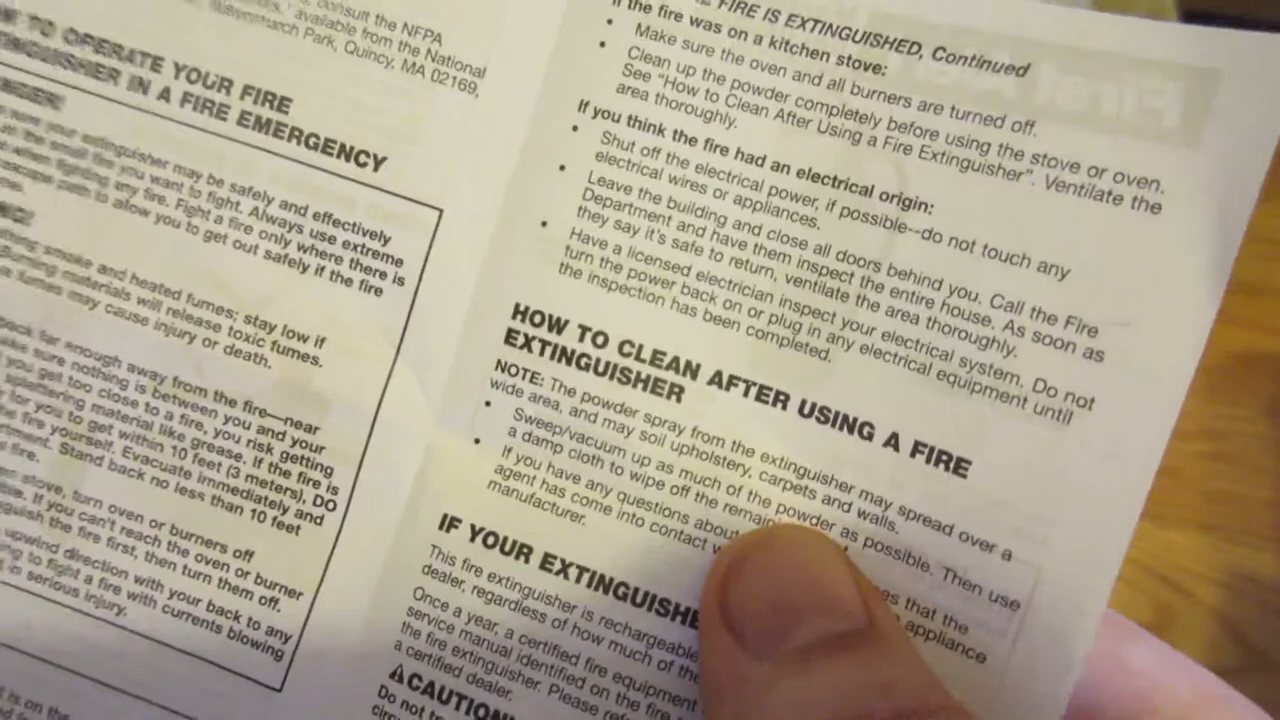 consult the NFPA
available from the National
Park, Quincy, MA 02169,
TO OPERATE YOUR FIRE
IN A FIRE EMERGENCY
your extinguisher may be safely and effectively
the small fire you want to fight. Always use extreme
when fighting any fire. Fight a fire only where there is
escape path to allow you to get out safely if the fire
smoke and heated fumes; stay low if
Burning materials will release toxic fumes.
fumes may cause injury or death.
back far enough away from the fire—near
sure nothing is between you and your
you get too close to a fire, you risk getting
splattering material like grease. If the fire is
for you to get within 10 feet (3 meters), DO
the fire yourself. Evacuate immediately and
Stand back no less than 10 feet
fire.
stove, turn oven or burners off
If you can't reach the oven or burner
the fire first, then turn them off.
upwind direction with your back to any
to fight a fire with currents blowing
in serious injury.
is on the
FIRE IS EXTINGUISHED, Continued
If the fire was on a kitchen stove:
• Make sure the oven and all burners are turned off.
• Clean up the powder completely before using the stove or oven.
See "How to Clean After Using a Fire Extinguisher". Ventilate the
area thoroughly.
If you think the fire had an electrical origin:
• Shut off the electrical power, if possible--do not touch any
electrical wires or appliances.
• Leave the building and close all doors behind you. Call the Fire
Department and have them inspect the entire house. As soon as
they say it's safe to return, ventilate the area thoroughly.
• Have a licensed electrician inspect your electrical system. Do not
turn the power back on or plug in any electrical equipment until
the inspection has been completed.
HOW TO CLEAN AFTER USING A FIRE
EXTINGUISHER
NOTE: The powder spray from the extinguisher may spread over a
wide area, and may soil upholstery, carpets and walls.
• Sweep/vacuum up as much of the powder as possible. Then use
a damp cloth to wipe off the remain
• If you have any questions about that the
agent has come into contact appliance
manufacturer.
IF YOUR EXTINGUISHE
This fire extinguisher is rechargeable
dealer, regardless of how much of the
Once a year, a certified fire equipment
service manual identified on the fire
the fire extinguisher. Please
a certified dealer.
⚠CAUTION
Do not